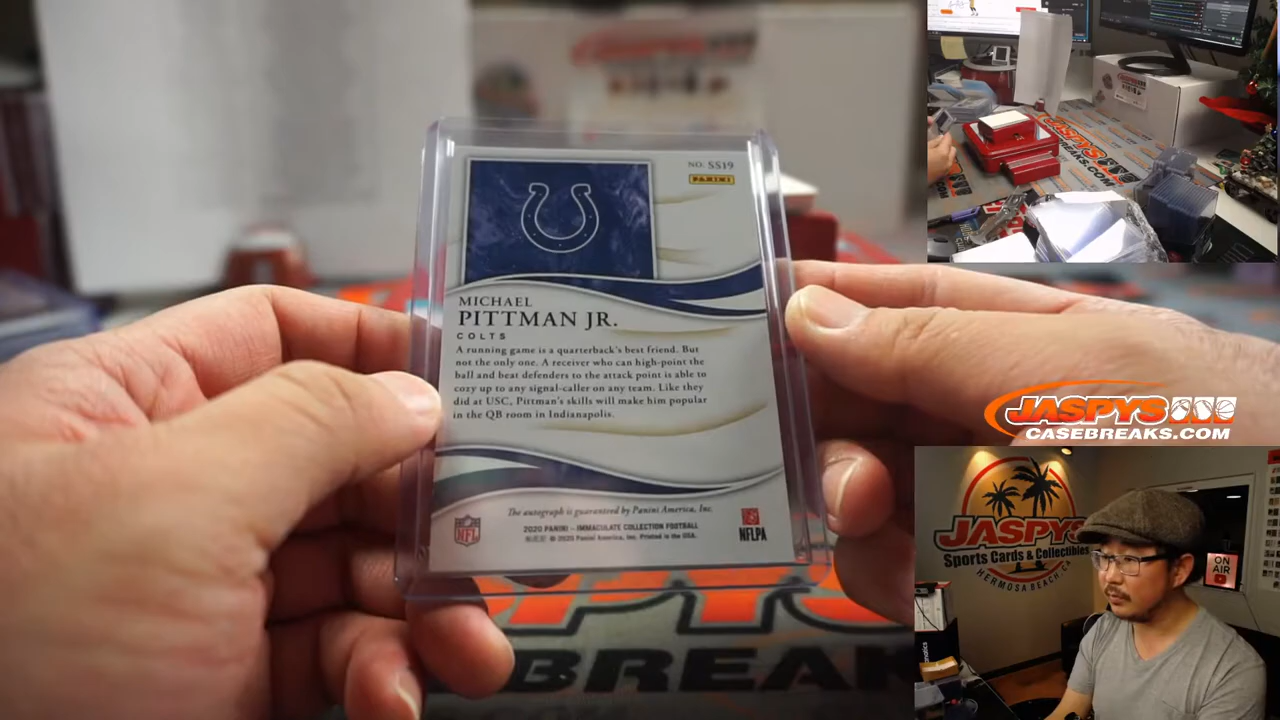 NO. SS19
PANINI
MICHAEL
PITTMAN JR.
COLTS
A running game is a quarterback's best friend. But
not the only one. A receiver who can high-point the
ball and beat defenders to the attack point is able to
cozy up to any signal-caller on any team. Like they
did at USC, Pittman's skills will make him popular
in the QB room in Indianapolis.
The autograph is guaranteed by Panini America, Inc.
2020 PANINI – IMMACULATE COLLECTION FOOTBALL
© 2020 Panini America, Inc. Printed in the USA.
NFL
NFLPA
BREAK
JASPYS
CASEBREAKS.COM
JASPYS
CASEBREAKS.COM
JASPYS
Sports Cards & Collectibles
HERMOSA BEACH, CA
ON
AIR